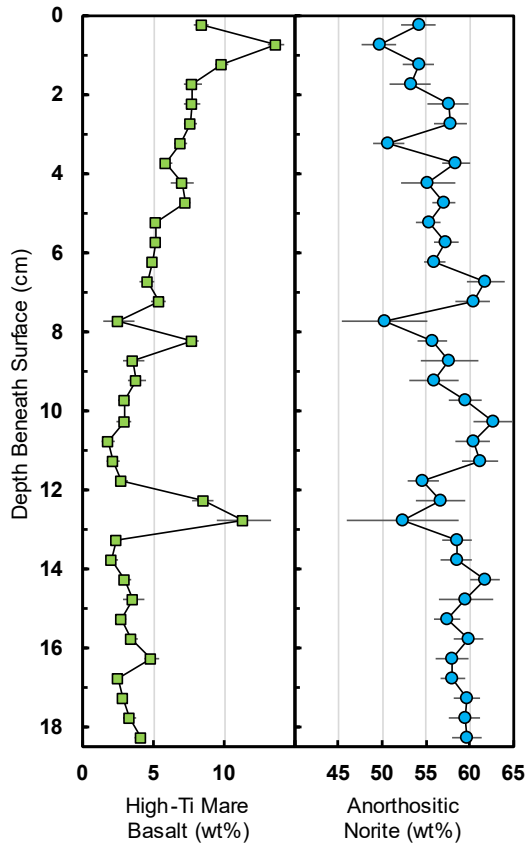 Depth Beneath Surface (cm)
0
2
4
6
8
10
12
14
16
18
0 5 10 45 50 55 60 65
High-Ti Mare Anorthositic
Basalt (wt%) Norite (wt%)